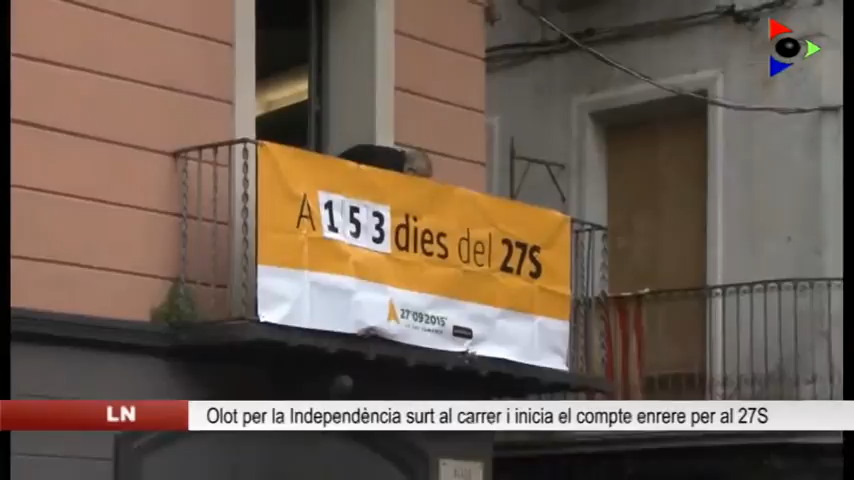 A 153 dies del 27S
27'09'2015
LN
Olot per la Independència surt al carrer i inicia el compte enrere per al 27S